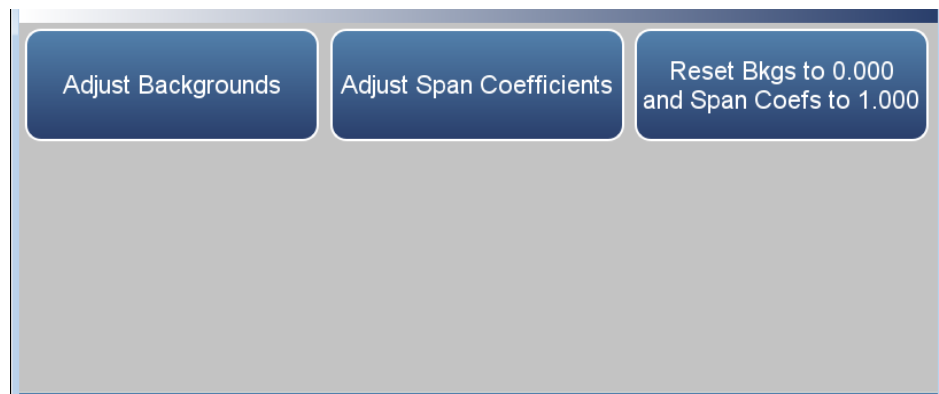 Adjust Backgrounds
Adjust Span Coefficients
Reset Bkgs to 0.000
and Span Coefs to 1.000